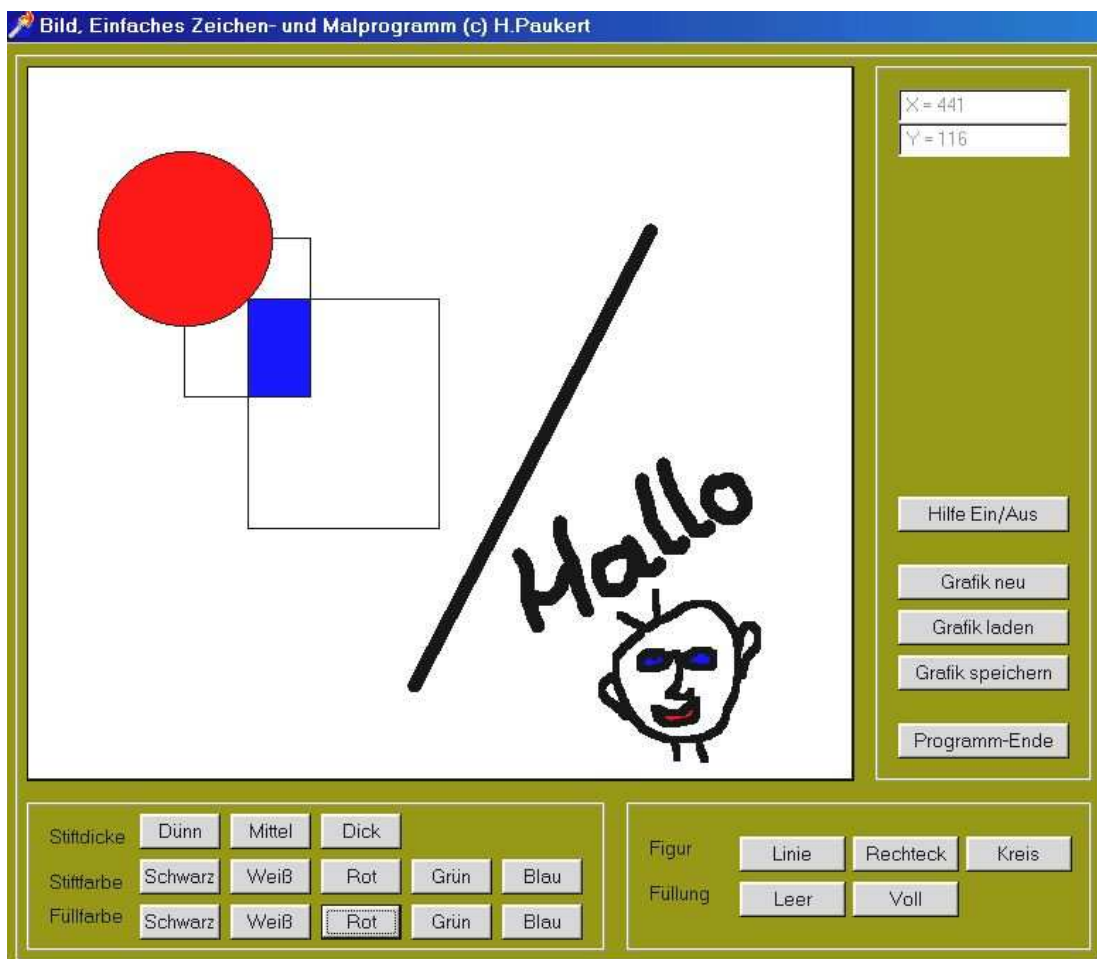 Bild, Einfaches Zeichen- und Malprogramm (c) H.Paukert
X = 441
Y = 116
Hallo
Hilfe Ein/Aus
Grafik neu
Grafik laden
Grafik speichern
Programm-Ende
Stiftdicke Dünn Mittel Dick
Stiftfarbe Schwarz Weiß Rot Grün Blau
Füllfarbe Schwarz Weiß Rot Grün Blau
Figur Linie Rechteck Kreis
Füllung Leer Voll